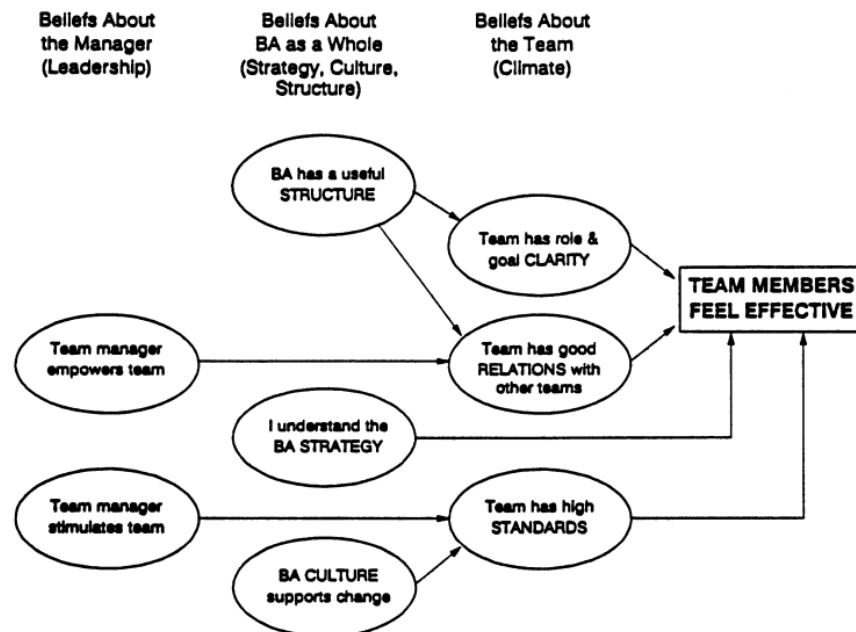 Beliefs About
the Manager
(Leadership)
Beliefs About
BA as a Whole
(Strategy, Culture,
Structure)
Beliefs About
the Team
(Climate)
BA has a useful
STRUCTURE
Team has role &
goal CLARITY
TEAM MEMBERS
FEEL EFFECTIVE
Team manager
empowers team
Team has good
RELATIONS with
other teams
I understand the
BA STRATEGY
Team manager
stimulates team
Team has high
STANDARDS
BA CULTURE
supports change